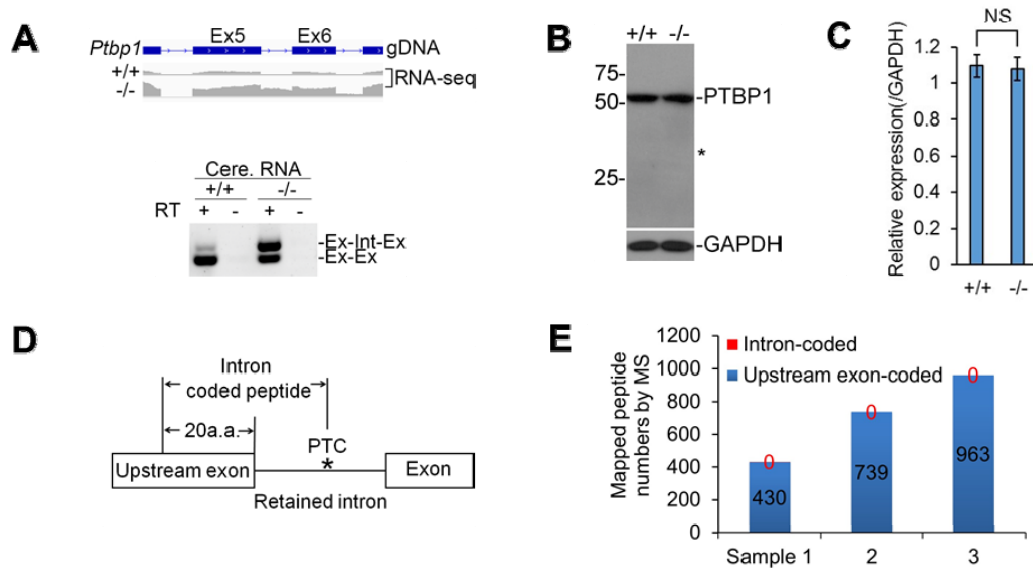 A
Ex5 Ex6
Ptbp1 gDNA
+/+
-/-
RNA-seq
Cere. RNA
+/+ -/-
RT + - + -
-Ex-Int-Ex
-Ex-Ex
B
+/+ -/-
75-
50- -PTBP1
*
25-
-GAPDH
C
NS
Relative expression(/GAPDH)
1.2
1
0.8
0.6
0.4
0.2
0
+/+ -/-
D
Intron
coded peptide
20a.a.
PTC
*
Upstream exon Exon
Retained intron
E
Mapped peptide
numbers by MS
1200
1000
800
600
400
200
0
Intron-coded
Upstream exon-coded
0 0 0
430 739 963
Sample 1 2 3